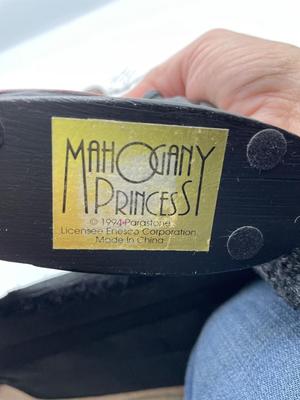 MAHOGANY
PRINCESS
© 1994 Parastone
Licensee Enesco Corporation
Made in China